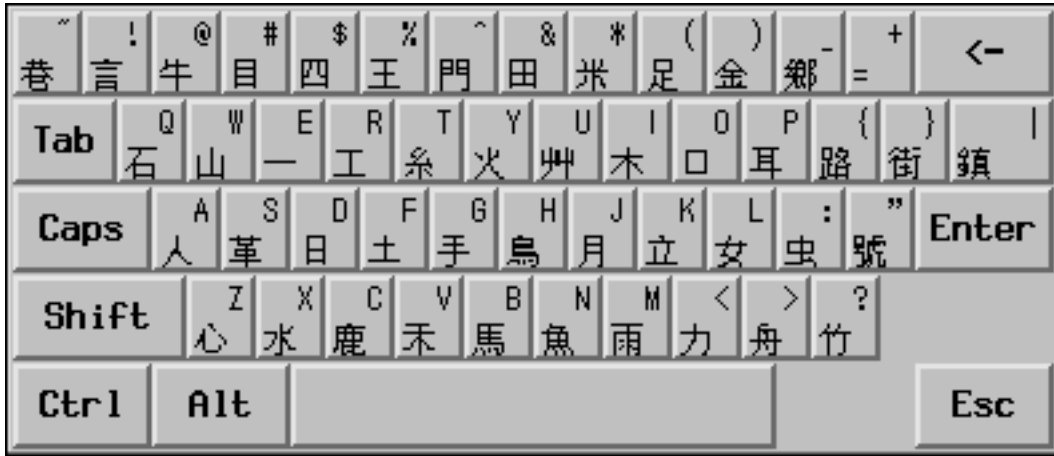 ~ ! @ # $ % ^ & * ( ) _ +
巷 言 牛 目 四 王 門 田 米 足 金 鄉 = <-
Tab Q W E R T Y U I O P { } |
石 山 一 工 糸 火 艸 木 口 耳 路 街 鎮
Caps A S D F G H J K L : " Enter
人 革 日 土 手 鳥 月 立 女 虫 號
Shift Z X C V B N M < > ?
心 水 鹿 禾 馬 魚 雨 力 舟 竹
Ctrl Alt Esc